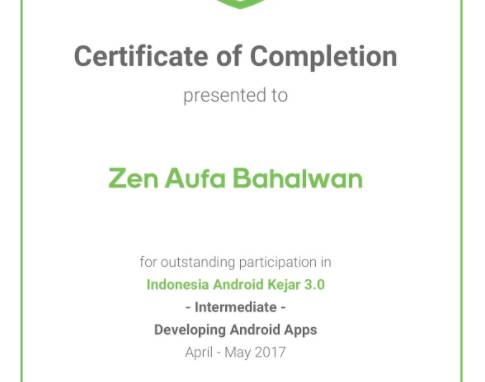 Certificate of Completion
presented to
Zen Aufa Bahalwan
for outstanding participation in
Indonesia Android Kejar 3.0
- Intermediate -
Developing Android Apps
April - May 2017